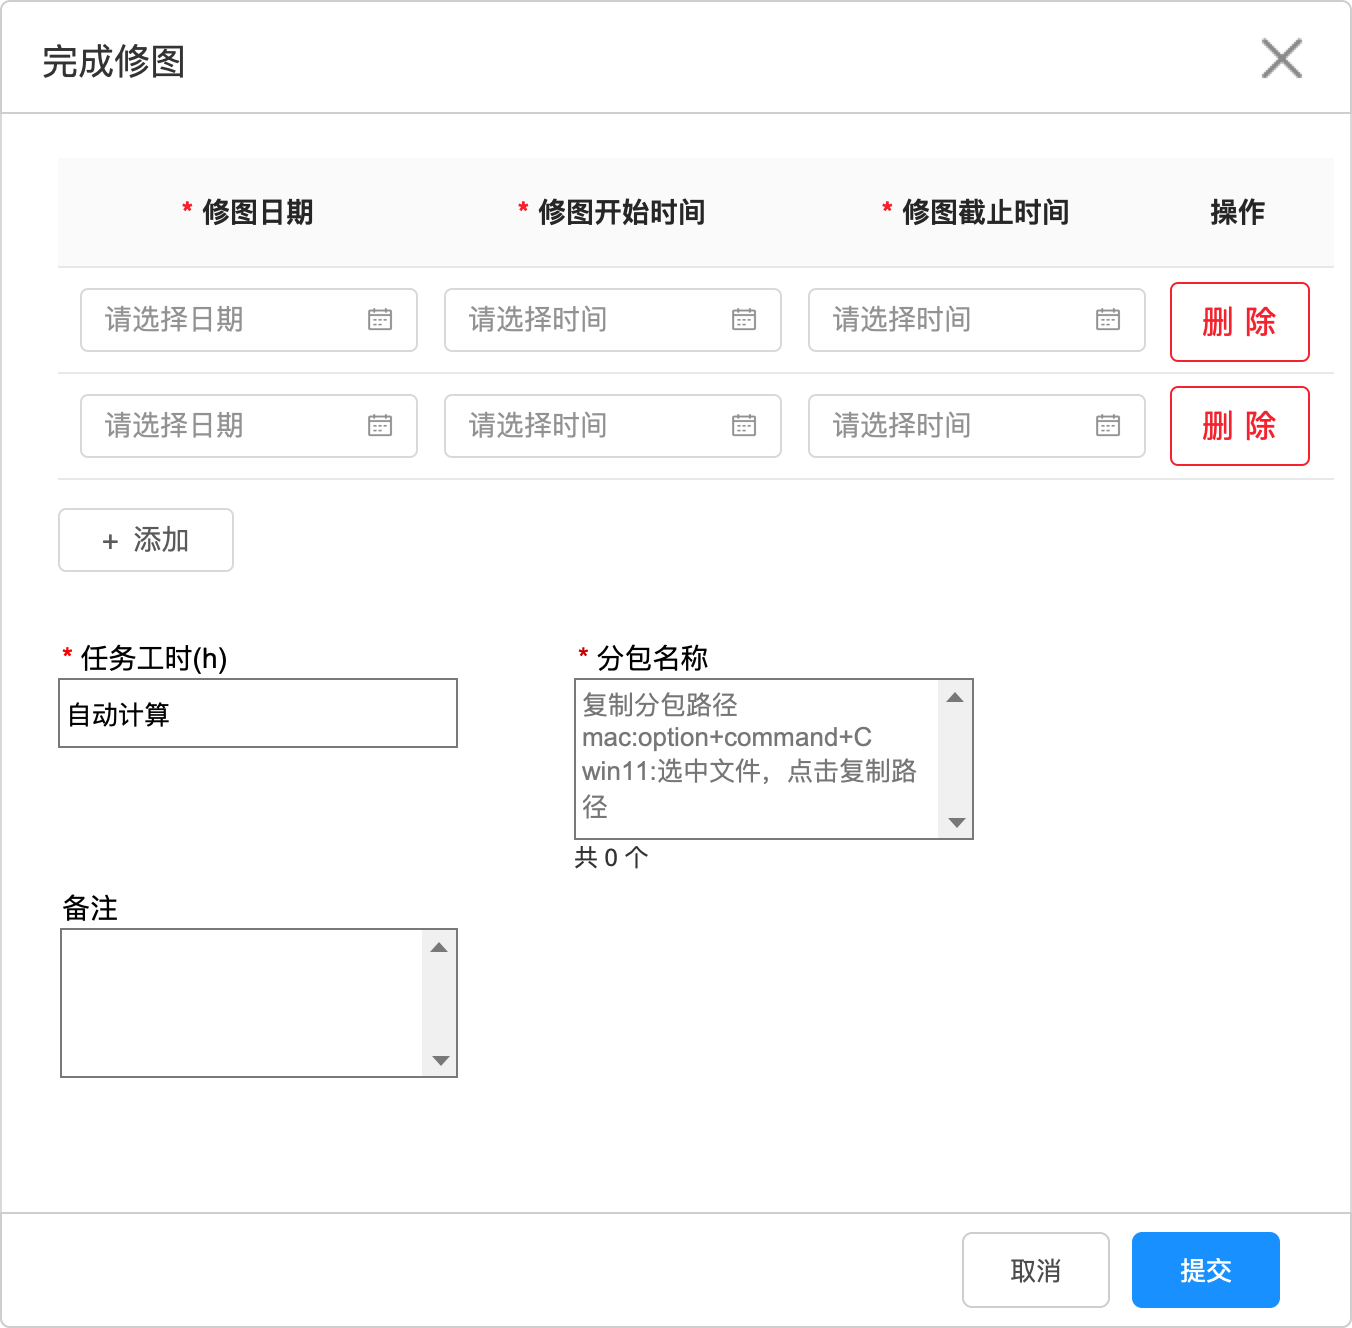 完成修图
* 修图日期 * 修图开始时间 * 修图截止时间 操作
请选择日期 请选择时间 请选择时间 删 除
请选择日期 请选择时间 请选择时间 删 除
+ 添加
* 任务工时(h)
自动计算
* 分包名称
复制分包路径
mac:option+command+C
win11:选中文件，点击复制路
径
共 0 个
备注
取消 提交